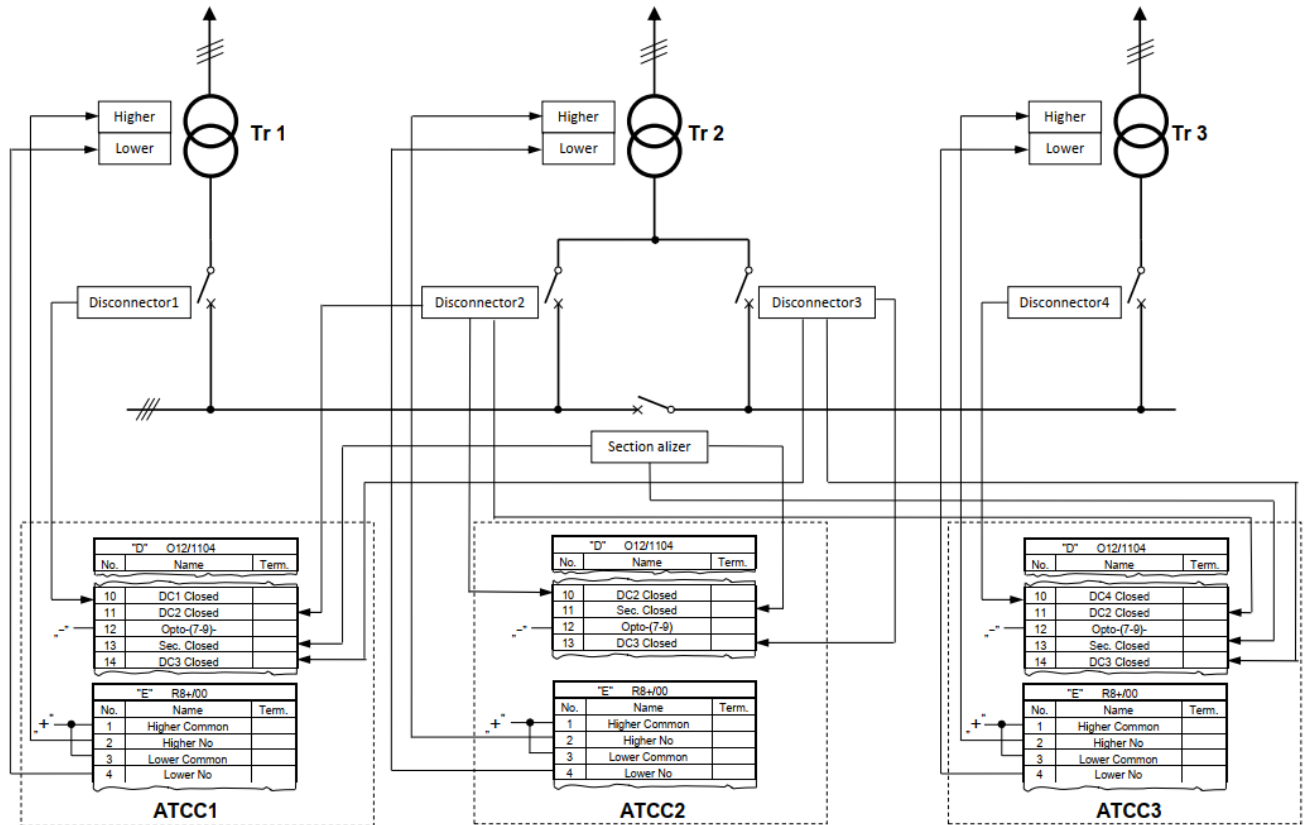 Higher
Lower
Tr 1
Higher
Lower
Tr 2
Higher
Lower
Tr 3
Disconnector1
Disconnector2
Disconnector3
Disconnector4
Section alizer
"D" O12/1104
No. Name Term.
10 DC1 Closed
11 DC2 Closed
„-” 12 Opto-(7-9)-
13 Sec. Closed
14 DC3 Closed
"E" R8+/00
No. Name Term.
„+” 1 Higher Common
2 Higher No
3 Lower Common
4 Lower No
ATCC1
"D" O12/1104
No. Name Term.
10 DC2 Closed
11 Sec. Closed
„-” 12 Opto-(7-9)
13 DC3 Closed
"E" R8+/00
No. Name Term.
„+” 1 Higher Common
2 Higher No
3 Lower Common
4 Lower No
ATCC2
"D" O12/1104
No. Name Term.
10 DC4 Closed
11 DC2 Closed
„-” 12 Opto-(7-9)-
13 Sec. Closed
14 DC3 Closed
"E" R8+/00
No. Name Term.
„+” 1 Higher Common
2 Higher No
3 Lower Common
4 Lower No
ATCC3